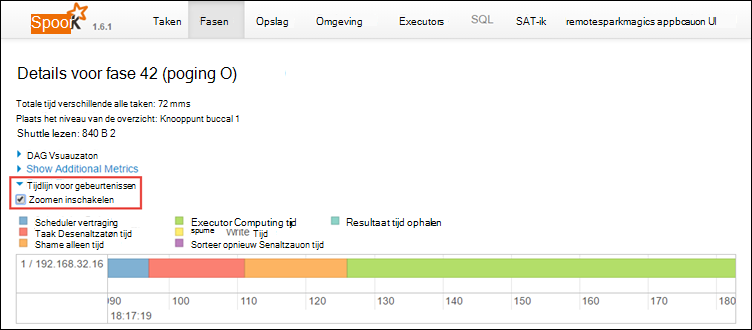 SpooK 1.6.1 Taken Fasen Opslag Omgeving Executors SQL SAT-ik remotesparkmagics appbcauon UI
Details voor fase 42 (poging O)
Totale tijd verschillende alle taken: 72 mms
Plaats het niveau van de overzicht: Knooppunt buccal 1
Shuttle lezen: 840 B 2
DAG Vsuauzaton
Show Additional Metrics
Tijdlijn voor gebeurtenissen
Zoomen inschakelen
Scheduler vertraging Executor Computing tijd Resultaat tijd ophalen
Taak Desenaltzatøn tijd spume Write Tijd
Shame alleen tijd Sorteer opnieuw Senaltzauon tijd
1 / 192.168.32.16
090 100 110 120 130 140 150 160 170 180
18:17:19